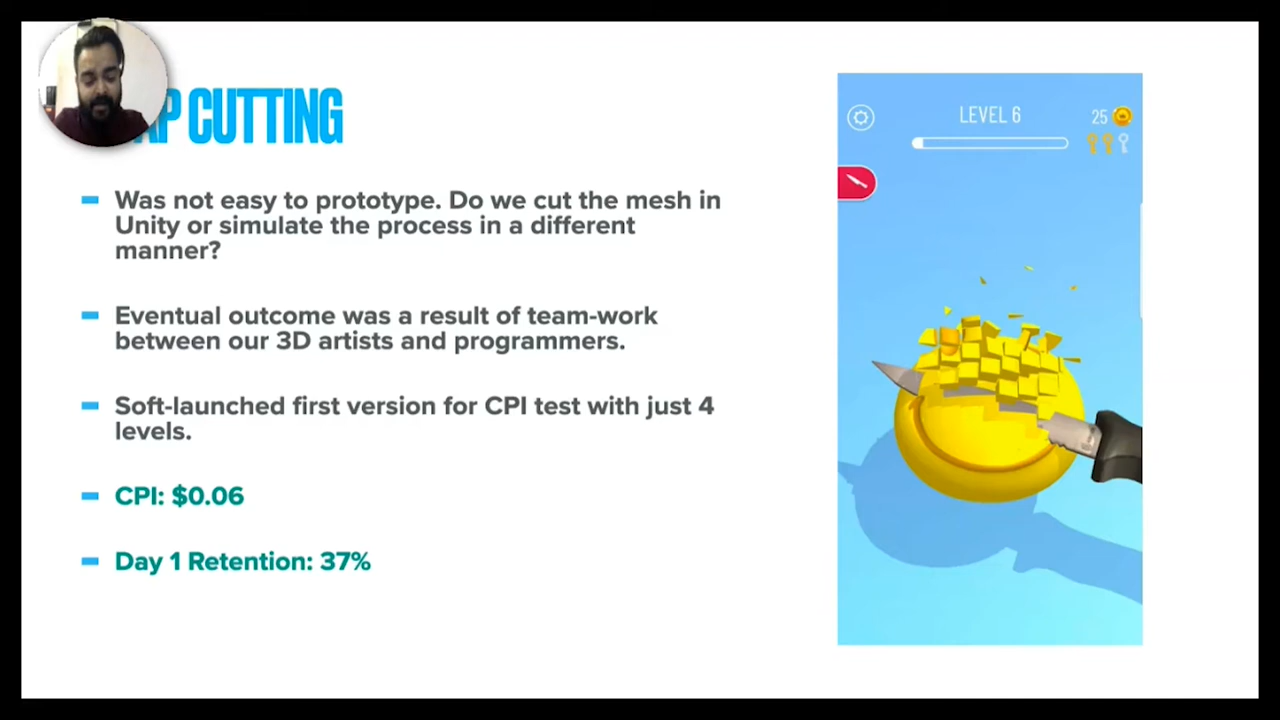 CUTTING
Was not easy to prototype. Do we cut the mesh in
Unity or simulate the process in a different
manner?
Eventual outcome was a result of team-work
between our 3D artists and programmers.
Soft-launched first version for CPI test with just 4
levels.
CPI: $0.06
Day 1 Retention: 37%
LEVEL 6
25